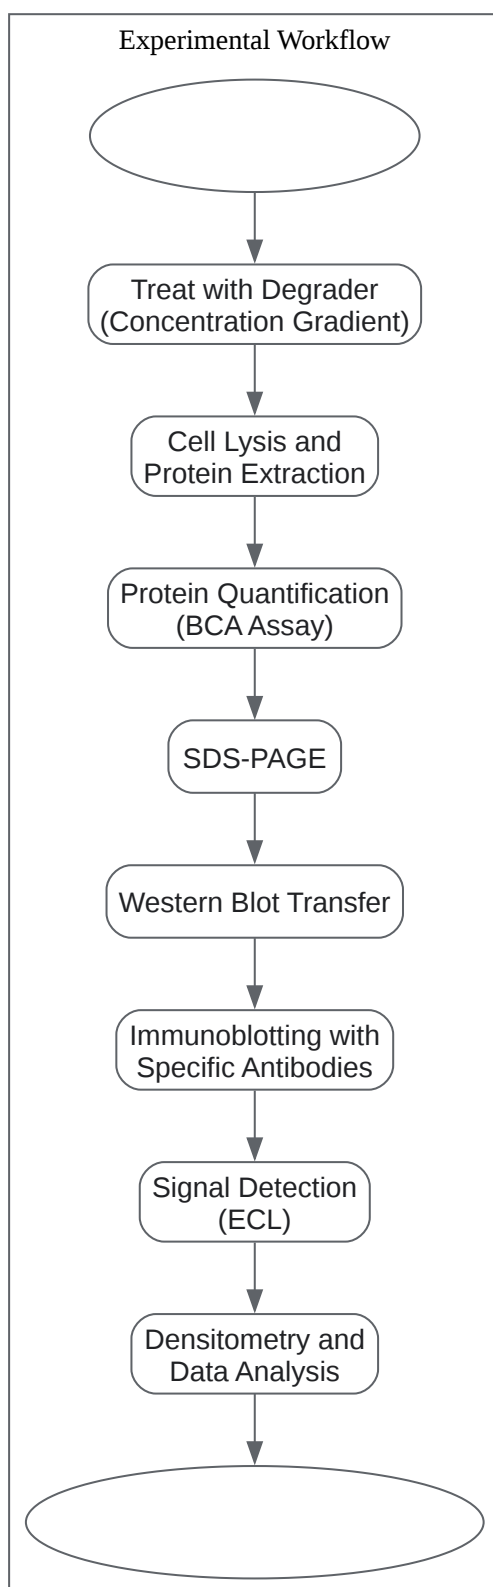 Experimental Workflow
Treat with Degrader
(Concentration Gradient)
Cell Lysis and
Protein Extraction
Protein Quantification
(BCA Assay)
SDS-PAGE
Western Blot Transfer
Immunoblotting with
Specific Antibodies
Signal Detection
(ECL)
Densitometry and
Data Analysis